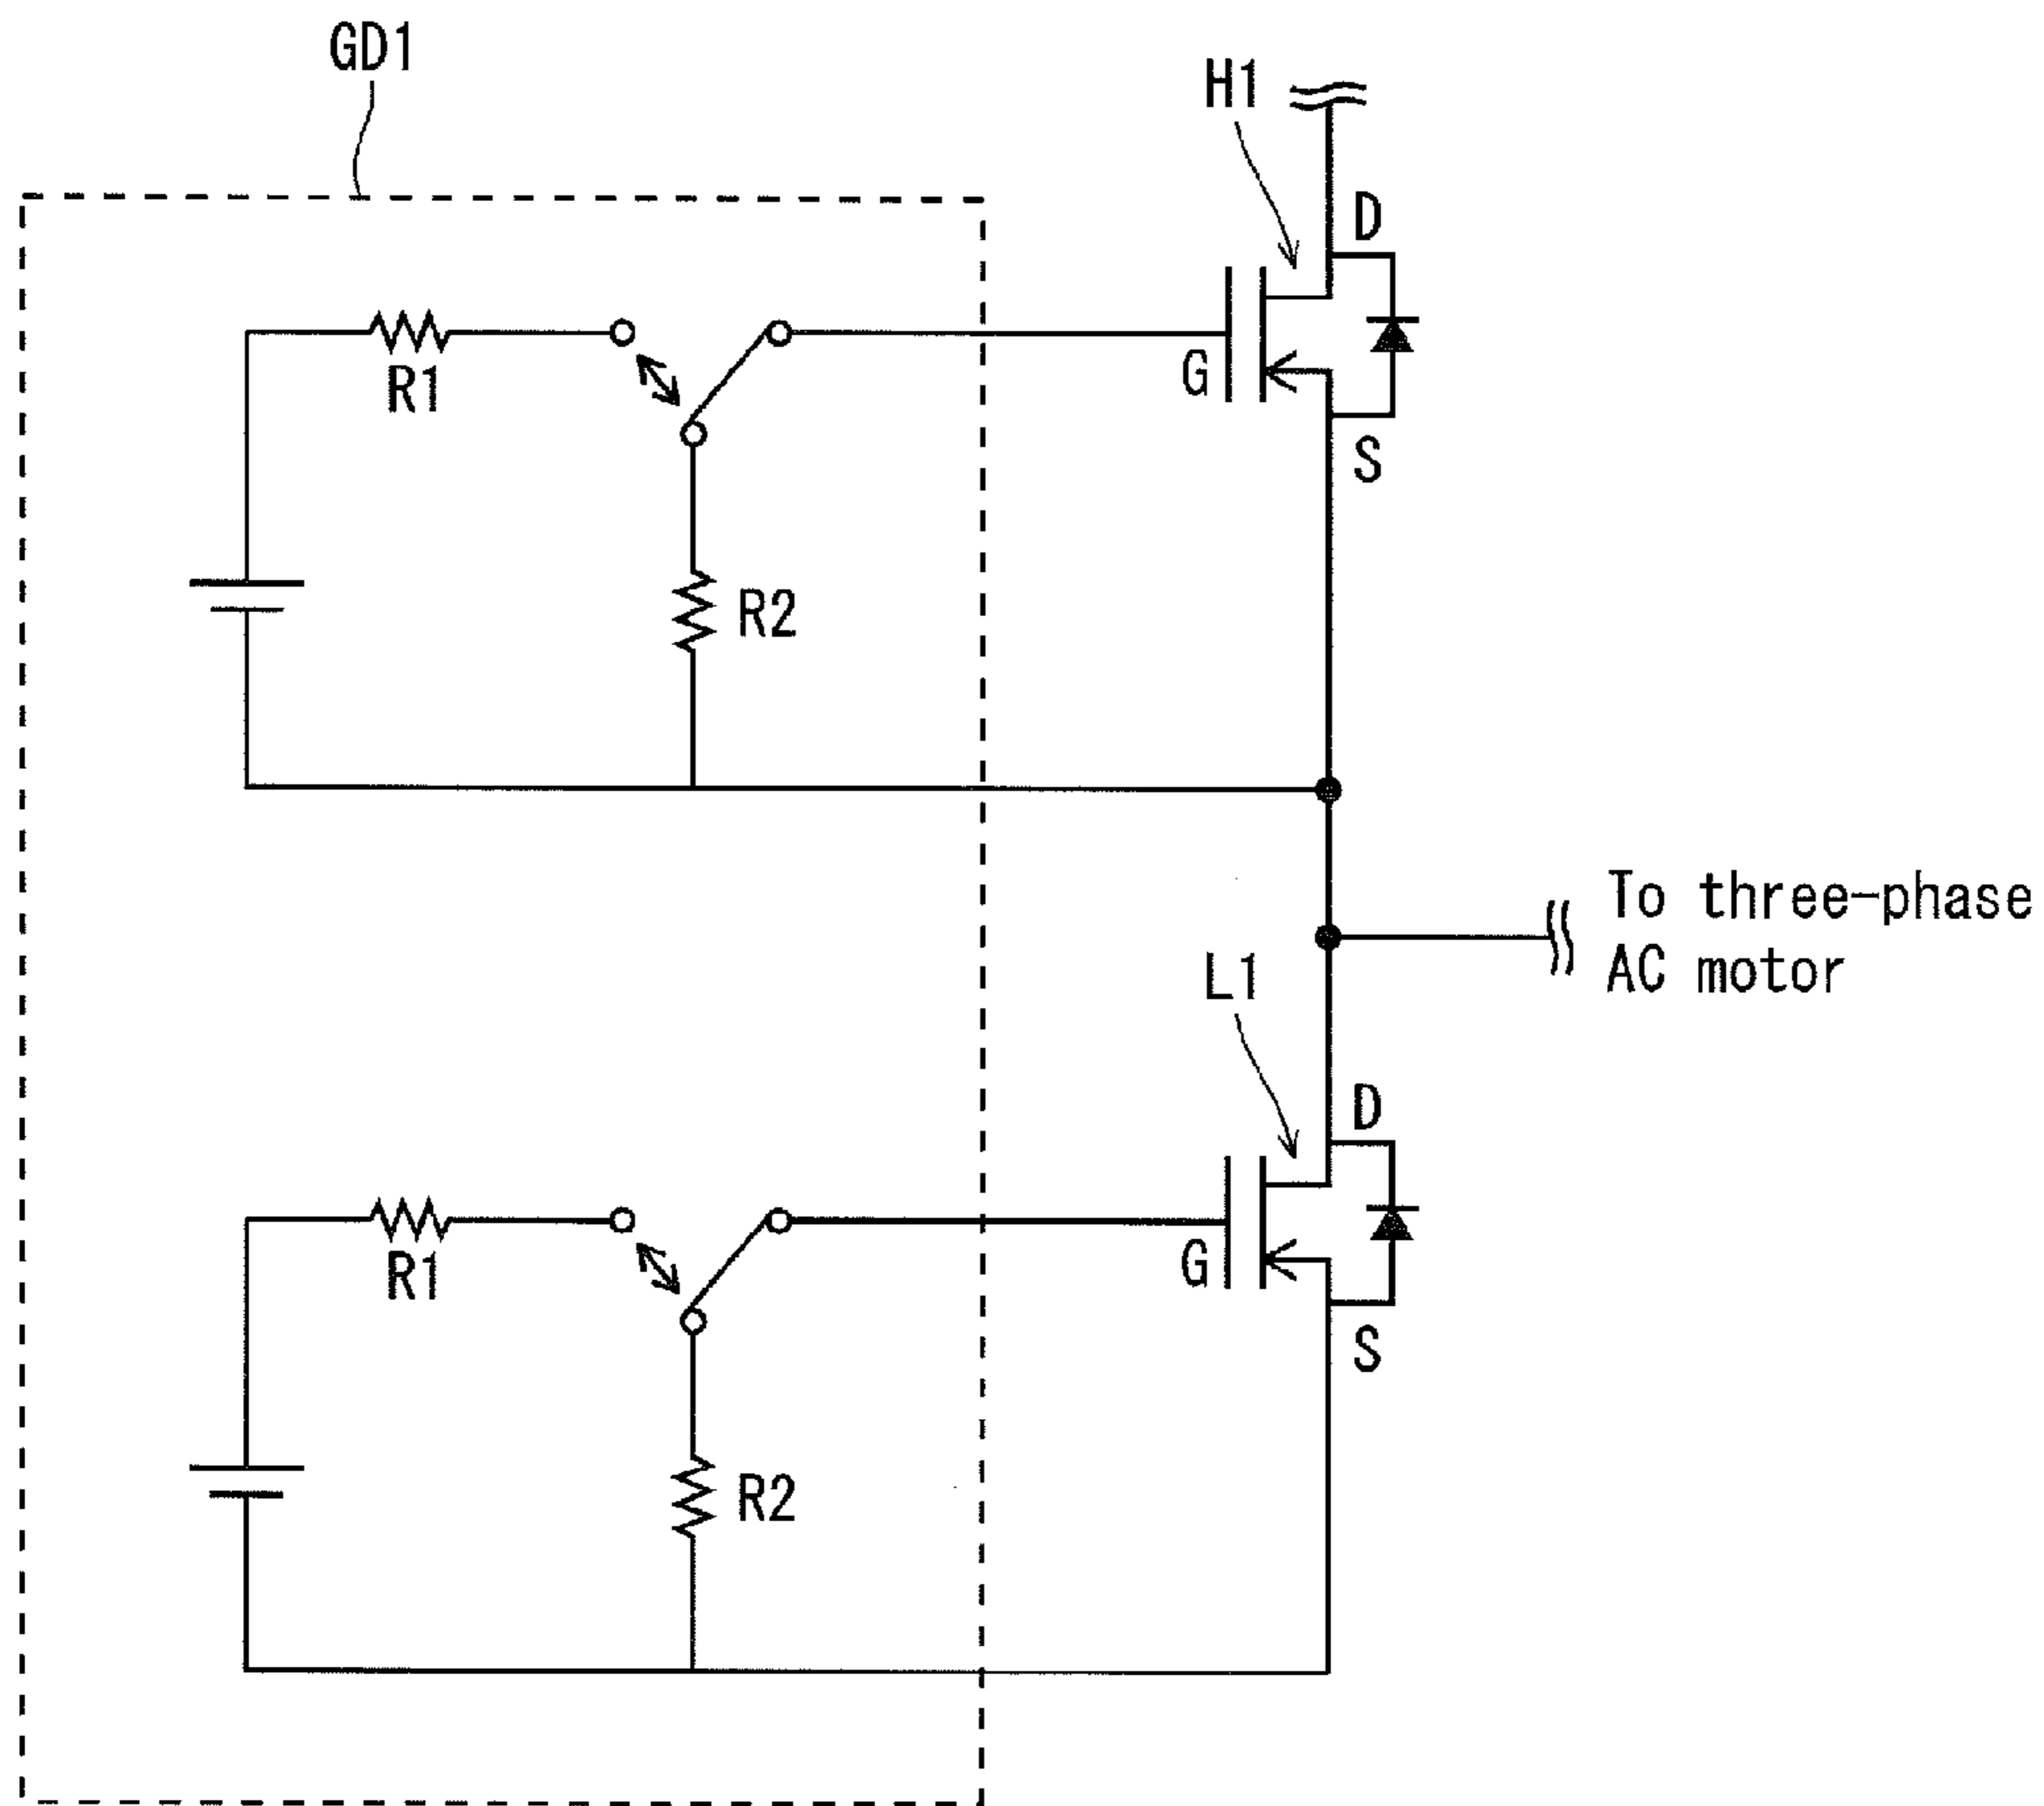 GD1
H1
D
R1
G
S
R2
To three-phase
AC motor
L1
D
R1
G
S
R2